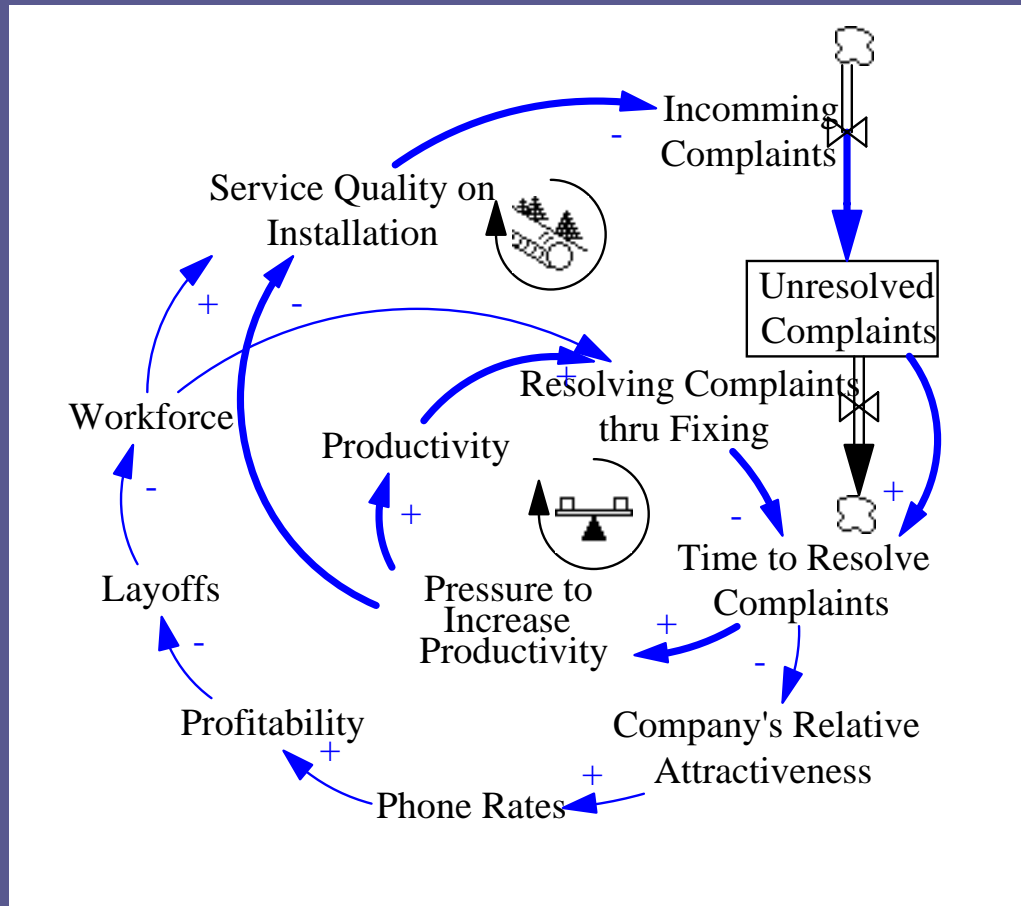 Incomming
Complaints
-
Service Quality on
Installation
+
-
Unresolved
Complaints
+
Resolving Complaints
thru Fixing
Workforce
Productivity
-
+
-
+
Time to Resolve
Complaints
Layoffs
Pressure to
Increase
Productivity
+
-
-
Profitability
+
Company's Relative
Attractiveness
+
Phone Rates